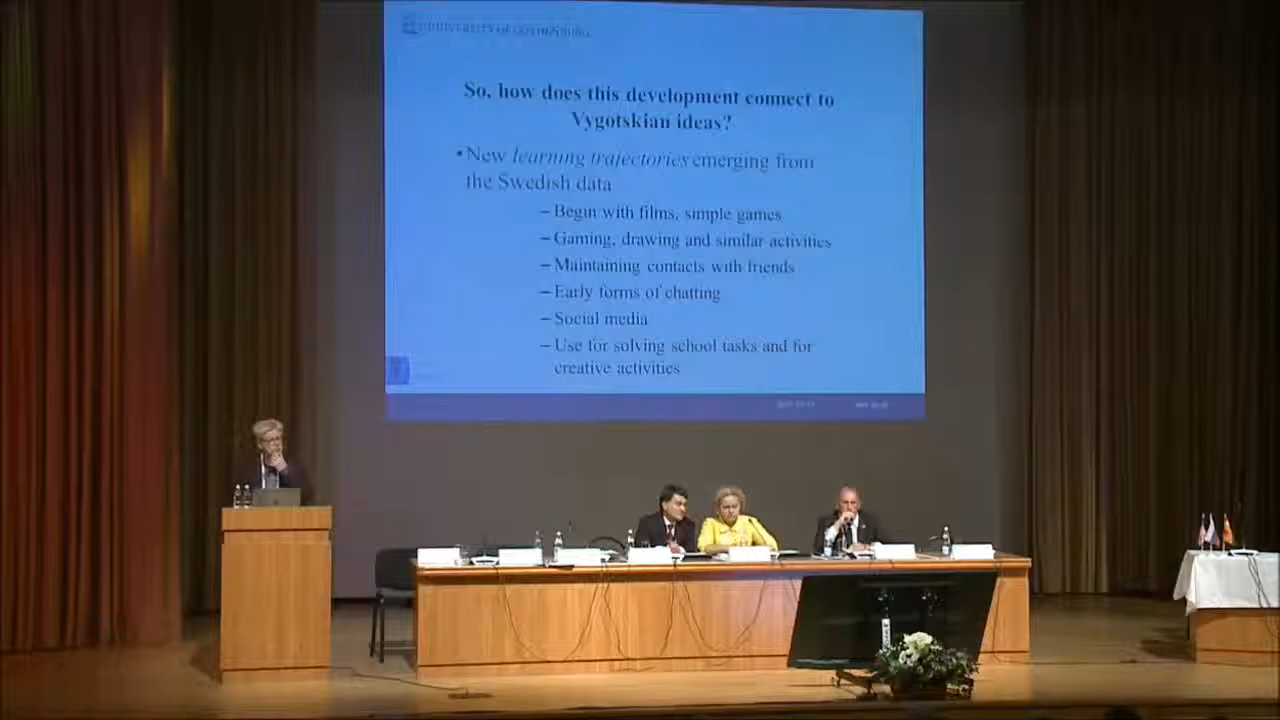 UNIVERSITY OF GOTHENBURG
So, how does this development connect to
Vygotskian ideas?
•New learning trajectories emerging from
the Swedish data
– Begin with films, simple games
– Gaming, drawing and similar activities
– Maintaining contacts with friends
– Early forms of chatting
– Social media
– Use for solving school tasks and for
creative activities